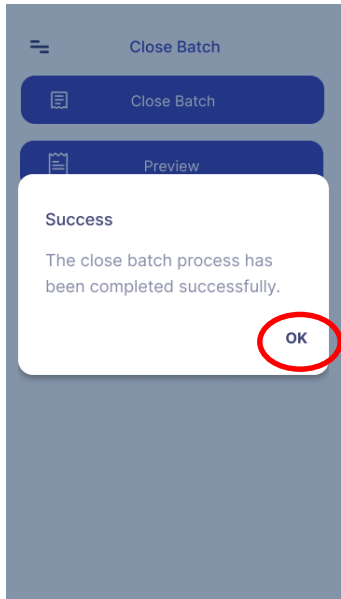 Close Batch
Close Batch
Preview
Success
The close batch process has
been completed successfully.
OK